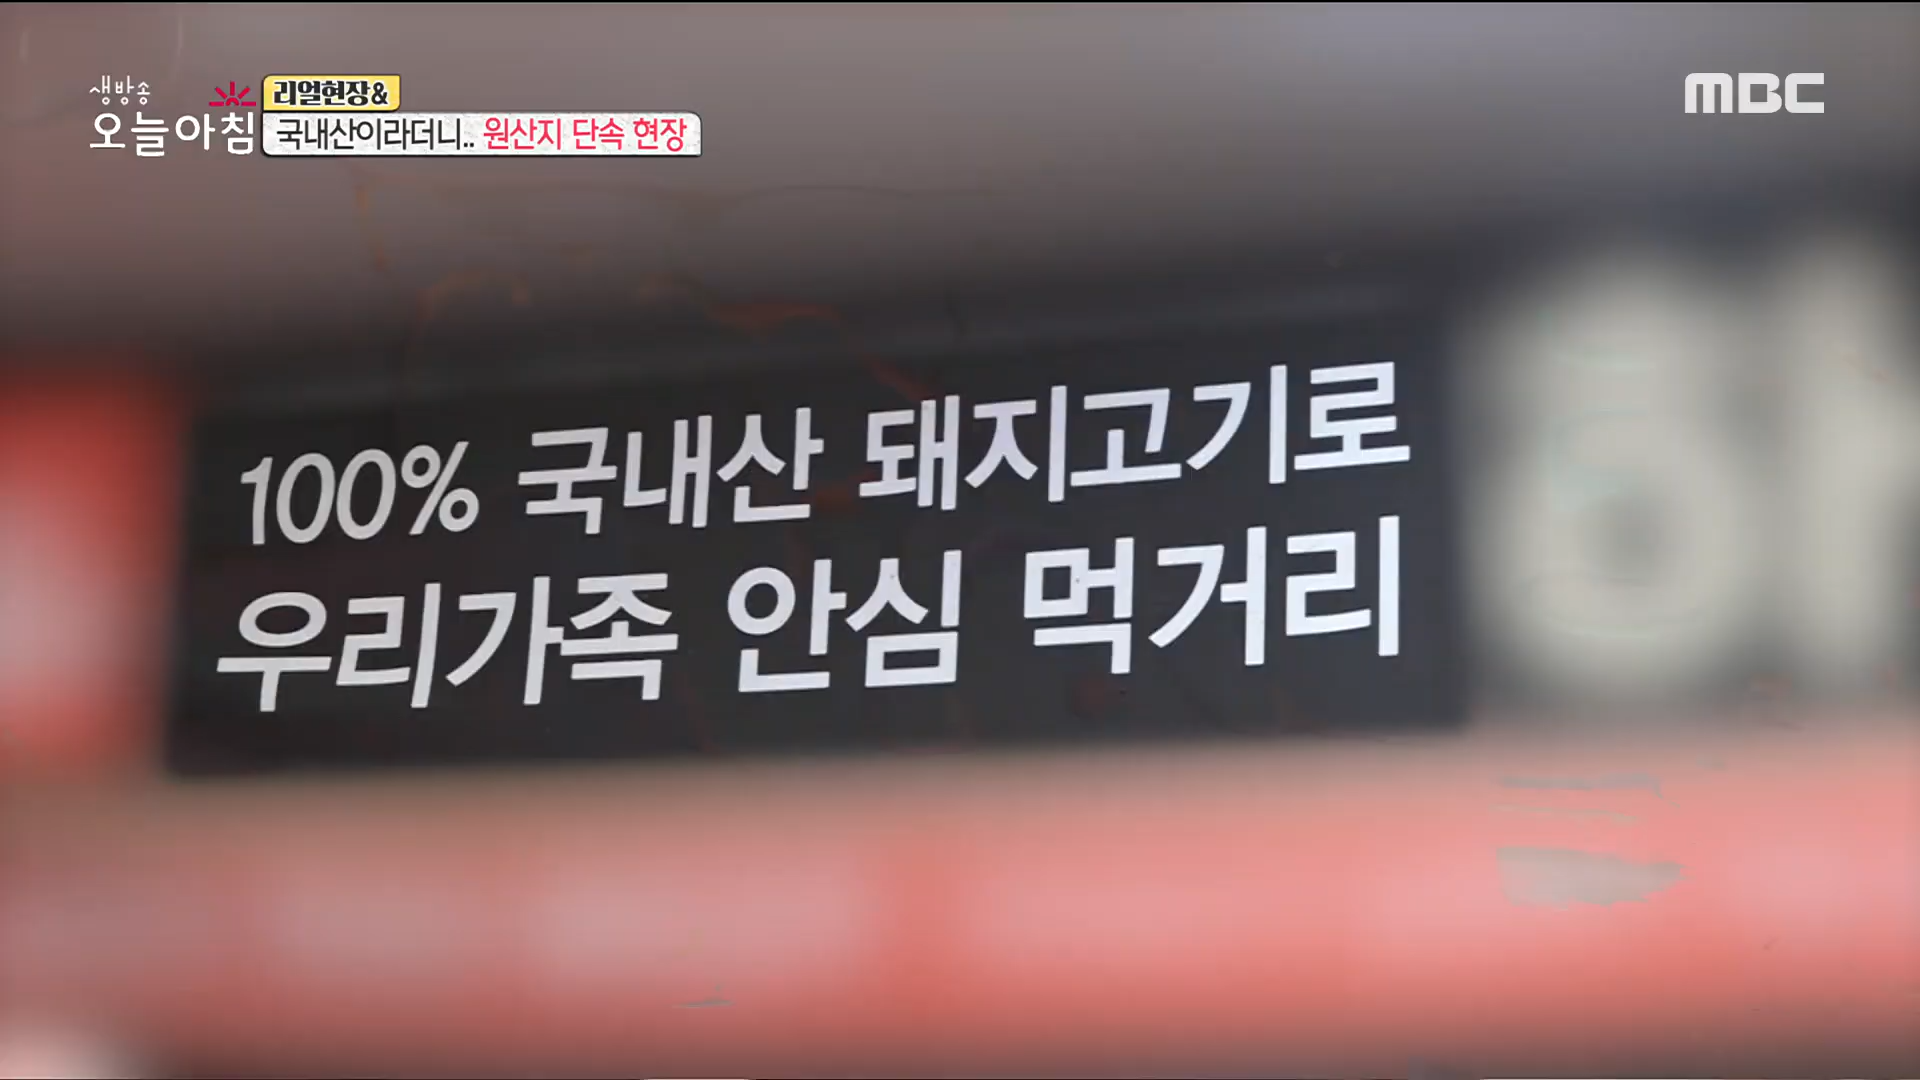 생방송
오늘아침
리얼현장&
국내산이라더니.. 원산지 단속 현장
MBC
100% 국내산 돼지고기로
우리가족 안심 먹거리